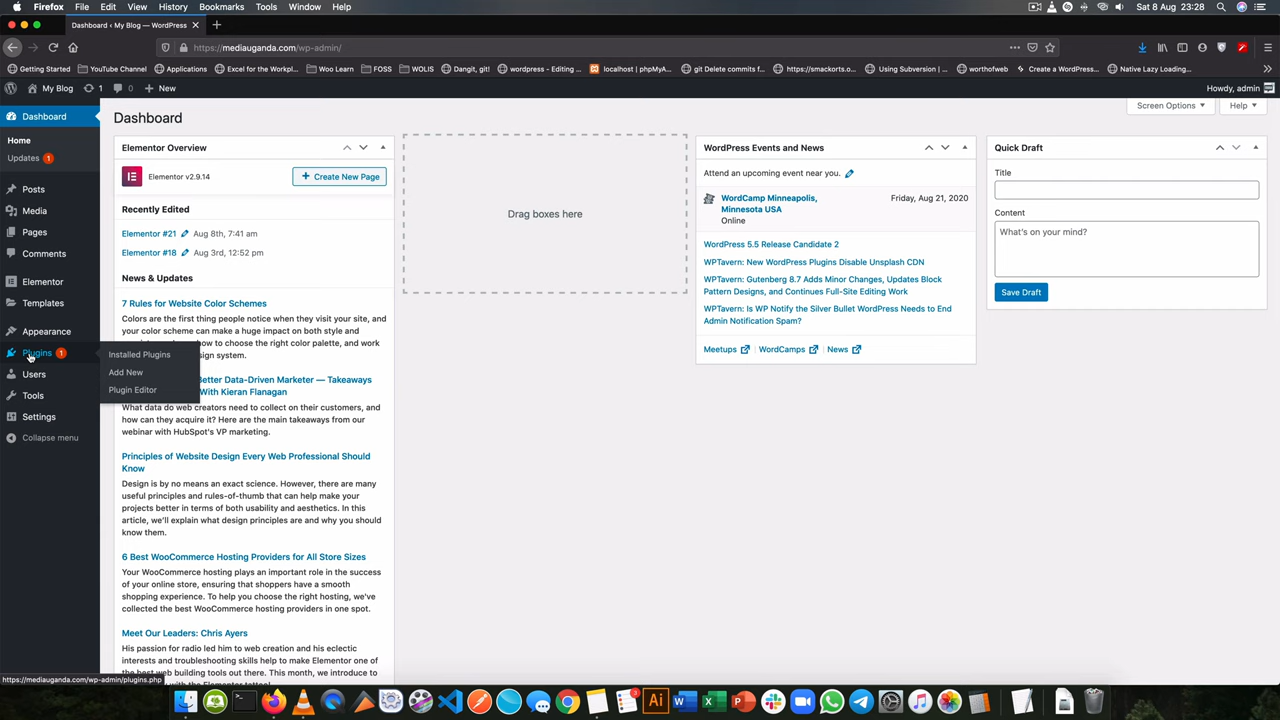 Firefox File Edit View History Bookmarks Tools Window Help Sat 8 Aug 23:28
Dashboard ‹ My Blog — WordPress
https://mediauganda.com/wp-admin/
Getting Started YouTube Channel Applications Excel for the Workpl... Woo Learn FOSS WOLIS Dangit, git! wordpress - Editing ... localhost | phpMyA... git Delete commits f... https://smackorts.o... Using Subversion | ... worthofweb Create a WordPress... Native Lazy Loading...
My Blog 1 0 New Howdy, admin
Dashboard
Home
Updates 1
Posts
Media
Pages
Comments
Elementor
Templates
Appearance
Plugins 1
Users
Tools
Settings
Collapse menu
Installed Plugins
Add New
Plugin Editor
Screen Options Help
Dashboard
Elementor Overview
Elementor v2.9.14 Create New Page
Recently Edited
Elementor #21 Aug 8th, 7:41 am
Elementor #18 Aug 3rd, 12:52 pm
News & Updates
7 Rules for Website Color Schemes
Colors are the first thing people notice when they visit your site, and
your color scheme can make a huge impact on both style and
how to choose the right color palette, and work
sign system.
Better Data-Driven Marketer — Takeaways
With Kieran Flanagan
What data do web creators need to collect on their customers, and
how can they acquire it? Here are the main takeaways from our
webinar with HubSpot's VP marketing.
Principles of Website Design Every Web Professional Should
Know
Design is by no means an exact science. However, there are many
useful principles and rules-of-thumb that can help make your
projects better in terms of both usability and aesthetics. In this
article, we'll explain what design principles are and why you should
know them.
6 Best WooCommerce Hosting Providers for All Store Sizes
Your WooCommerce hosting plays an important role in the success
of your online store, ensuring that shoppers have a smooth
shopping experience. To help you choose the right hosting, we've
collected the best WooCommerce hosting providers in one spot.
Meet Our Leaders: Chris Ayers
His passion for radio led him to web creation and his eclectic
interests and troubleshooting skills help to make Elementor one of
the best web building tools out there. This month, we introduce to
Drag boxes here
WordPress Events and News
Attend an upcoming event near you.
WordCamp Minneapolis, Friday, Aug 21, 2020
Minnesota USA
Online
WordPress 5.5 Release Candidate 2
WPTavern: New WordPress Plugins Disable Unsplash CDN
WPTavern: Gutenberg 8.7 Adds Minor Changes, Updates Block
Pattern Designs, and Continues Full-Site Editing Work
WPTavern: Is WP Notify the Silver Bullet WordPress Needs to End
Admin Notification Spam?
Meetups WordCamps News
Quick Draft
Title
Content
What's on your mind?
Save Draft
https://mediauganda.com/wp-admin/plugins.php
3
Ai